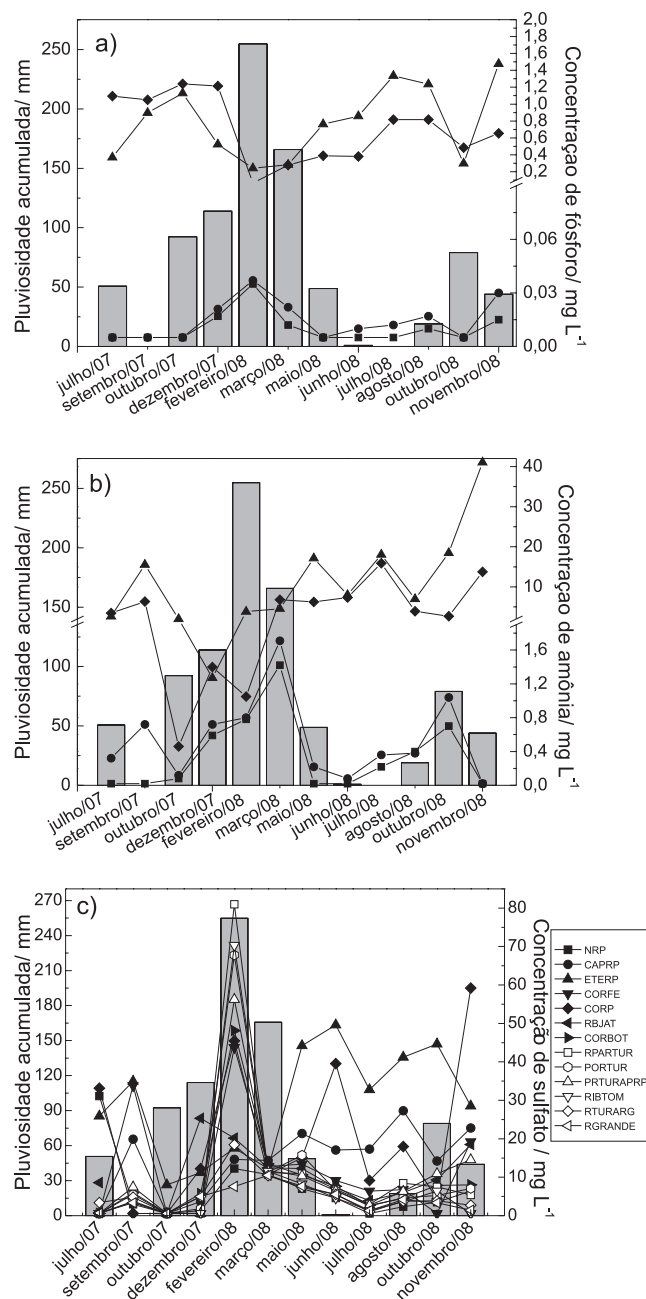 a)
Pluviosidade acumulada/ mm
250
200
150
100
50
0
2,0
1,8
1,6
1,4
1,2
1,0
0,8
0,6
0,4
0,2
0,06
0,03
0,00
Concentraçao de fósforo/ mg L-1
julho/07
setembro/07
outubro/07
dezembro/07
fevereiro/08
março/08
maio/08
junho/08
julho/08
agosto/08
outubro/08
novembro/08
b)
Pluviosidade acumulada/ mm
250
200
150
100
50
0
40
30
20
10
1,6
1,2
0,8
0,4
0,0
Concentraçao de amônia/ mg L-1
julho/07
setembro/07
outubro/07
dezembro/07
fevereiro/08
março/08
maio/08
junho/08
julho/08
agosto/08
outubro/08
novembro/08
c)
Pluviosidade acumulada/ mm
270
240
210
180
150
120
90
60
30
0
80
70
60
50
40
30
20
10
0
Concentração de sulfato / mg L-1
julho/07
setembro/07
outubro/07
dezembro/07
fevereiro/08
março/08
maio/08
junho/08
julho/08
agosto/08
outubro/08
novembro/08
NRP
CAPRP
ETERP
CORFE
CORP
RBJAT
CORBOT
RPARTUR
PORTUR
PRTURAPRP
RIBTOM
RTURARG
RGRANDE